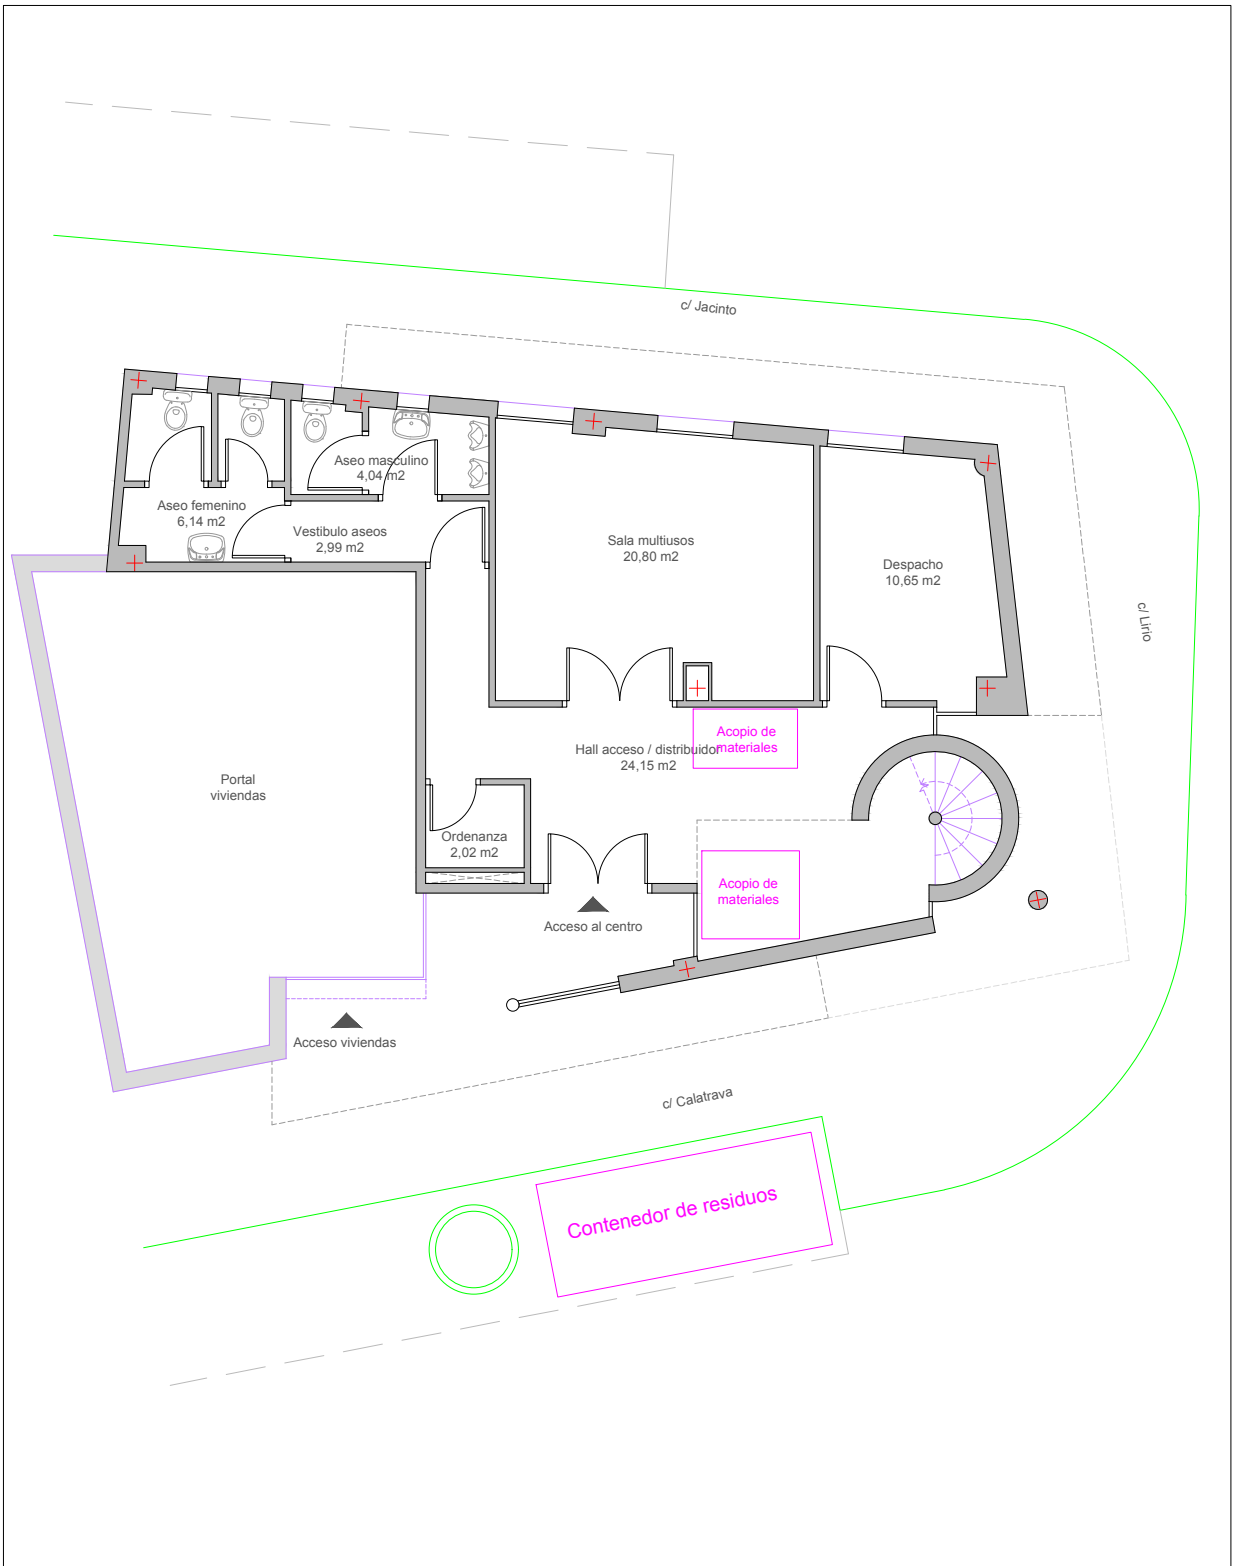 c/ Jacinto
Aseo masculino
4,04 m2
Aseo femenino
6,14 m2
Vestibulo aseos
2,99 m2
Sala multiusos
20,80 m2
Despacho
10,65 m2
c/ Lirio
Acopio de
materiales
Hall acceso / distribuidor
24,15 m2
Portal
viviendas
Ordenanza
2,02 m2
Acopio de
materiales
Acceso al centro
Acceso viviendas
c/ Calatrava
Contenedor de residuos